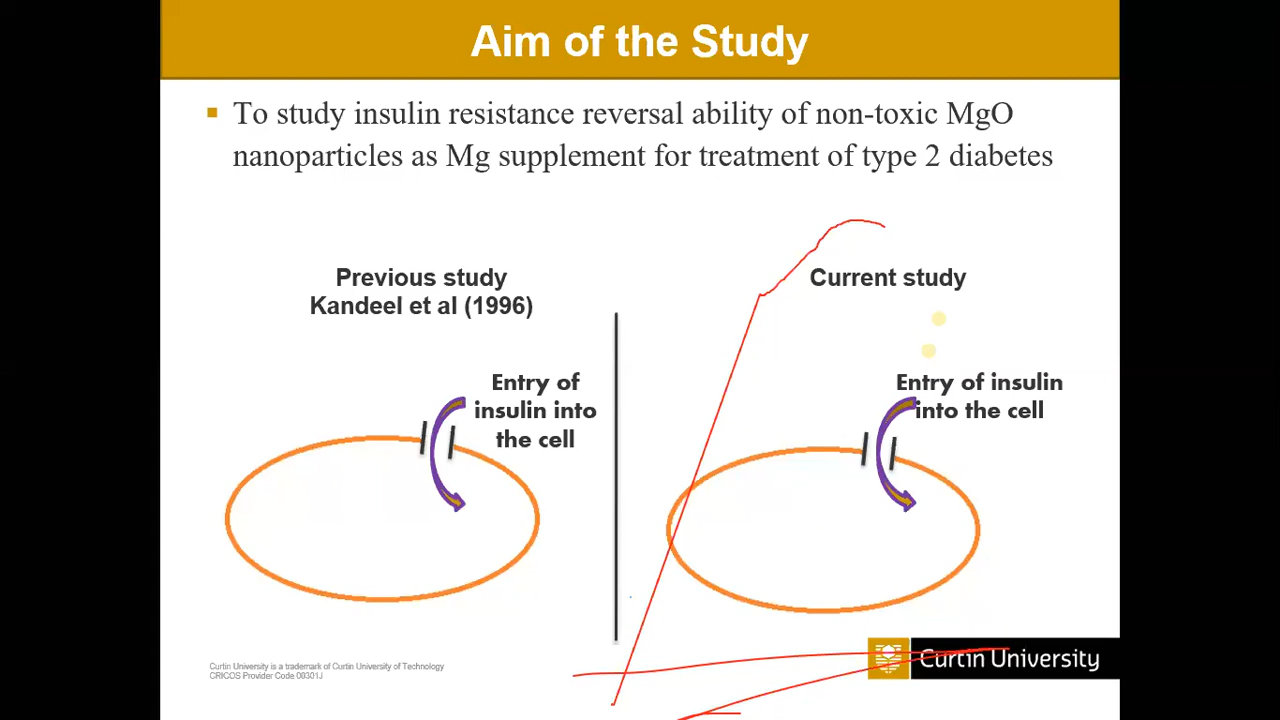 Aim of the Study
To study insulin resistance reversal ability of non-toxic MgO
nanoparticles as Mg supplement for treatment of type 2 diabetes
Previous study
Kandeel et al (1996)
Entry of
insulin into
the cell
Current study
Entry of insulin
into the cell
Curtin University is a trademark of Curtin University of Technology
CRICOS Provider Code 00301J
Curtin University